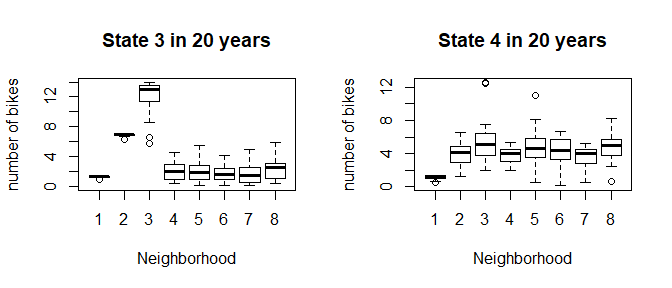 State 3 in 20 years
number of bikes
12
8
4
0
1 2 3 4 5 6 7 8
Neighborhood
State 4 in 20 years
number of bikes
12
8
4
0
1 2 3 4 5 6 7 8
Neighborhood